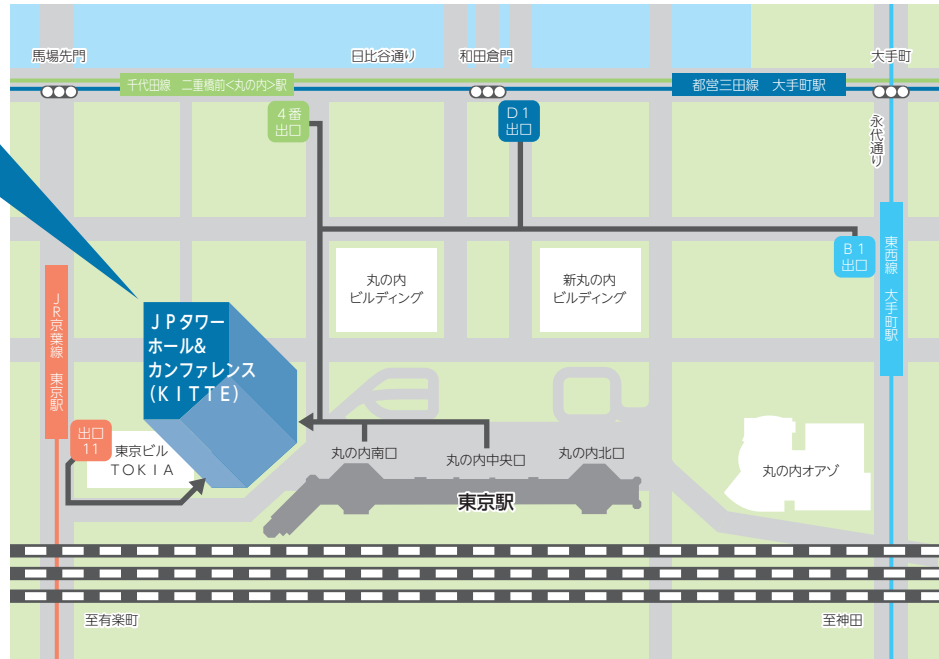 馬場先門
日比谷通り
和田倉門
大手町
千代田線 二重橋前<丸の内>駅
都営三田線 大手町駅
4番
出口
D1
出口
永代通り
B1
出口
東西線 大手町駅
丸の内
ビルディング
新丸の内
ビルディング
JR京葉線 東京駅
JPタワー
ホール&
カンファレンス
(KITTE)
出口
11
東京ビル
TOKIA
丸の内南口
丸の内中央口
丸の内北口
丸の内オアゾ
東京駅
至有楽町
至神田